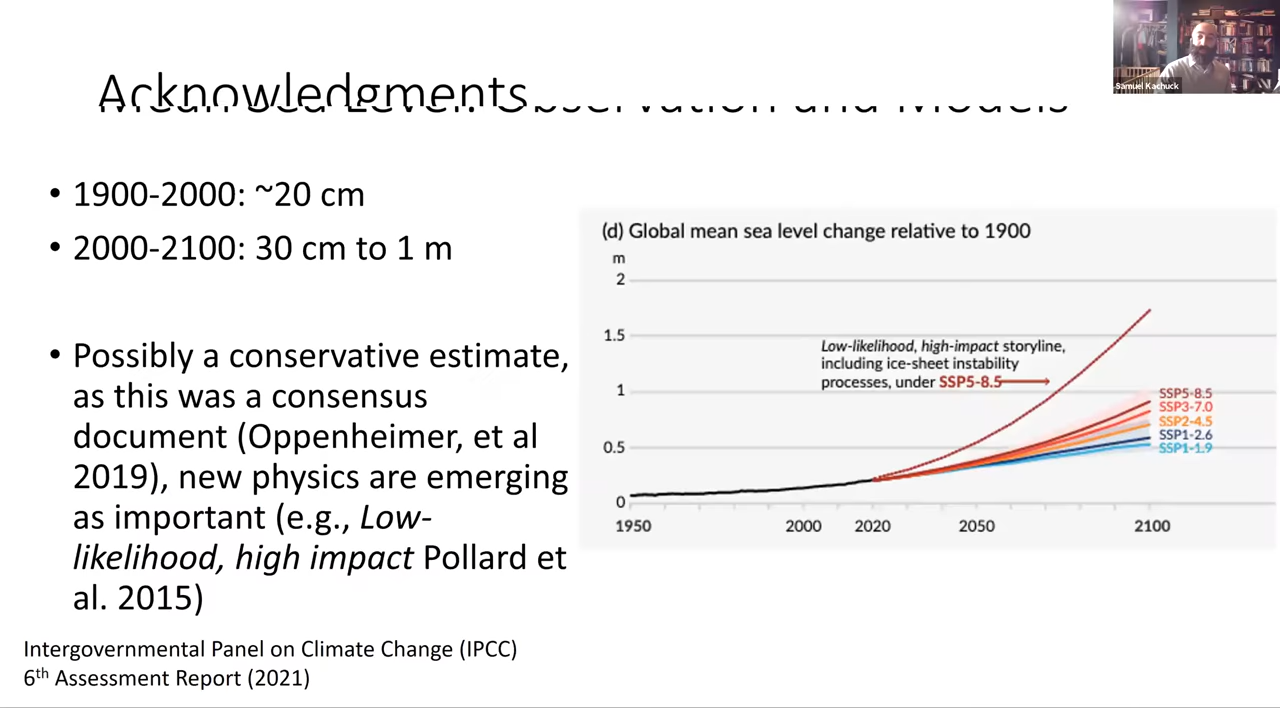 Acknowledgments
Observation and Models
Samuel Kachuck
• 1900-2000: ~20 cm
• 2000-2100: 30 cm to 1 m
• Possibly a conservative estimate,
as this was a consensus
document (Oppenheimer, et al
2019), new physics are emerging
as important (e.g., Low-
likelihood, high impact Pollard et
al. 2015)
Intergovernmental Panel on Climate Change (IPCC)
6th Assessment Report (2021)
(d) Global mean sea level change relative to 1900
m
2
1.5
1
0.5
0
Low-likelihood, high-impact storyline,
including ice-sheet instability
processes, under SSP5-8.5
SSP5-8.5
SSP3-7.0
SSP2-4.5
SSP1-2.6
SSP1-1.9
1950 2000 2020 2050 2100